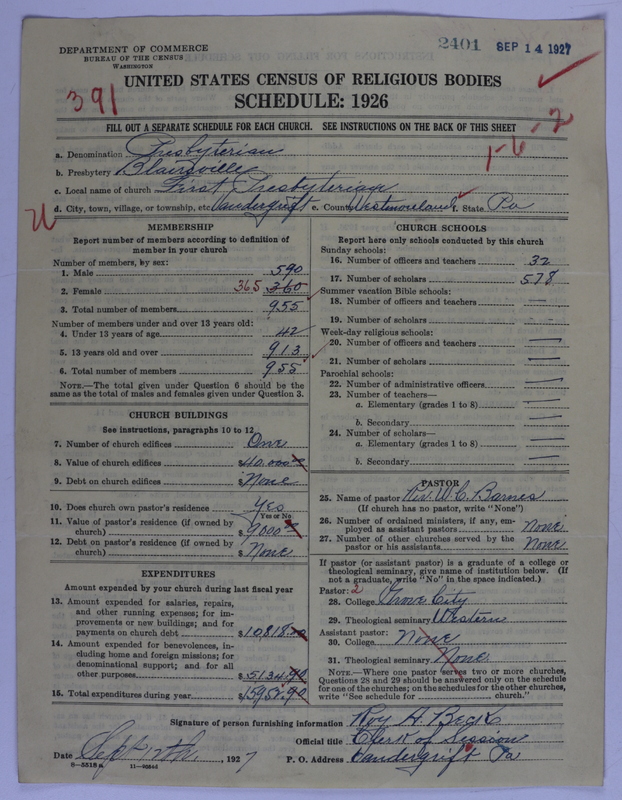 2401 SEP 14 1927
DEPARTMENT OF COMMERCE
BUREAU OF THE CENSUS
WASHINGTON
UNITED STATES CENSUS OF RELIGIOUS BODIES
391
SCHEDULE: 1926
FILL OUT A SEPARATE SCHEDULE FOR EACH CHURCH. SEE INSTRUCTIONS ON THE BACK OF THIS SHEET
1-6-2
a. Denomination Presbyterian
b. Presbytery Blairsville
c. Local name of church First Presbyterian
d. City, town, village, or township, etc. Vandergrift e. County Westmoreland f. State Pa
MEMBERSHIP
Report number of members according to definition of member in your church
Number of members, by sex:
1. Male 590
2. Female 365 360
3. Total number of members 955
Number of members under and over 13 years old:
4. Under 13 years of age 42
5. 13 years old and over 913
6. Total number of members 955
NOTE.—The total given under Question 6 should be the
same as the total of males and females given under Question 3.
CHURCH BUILDINGS
See instructions, paragraphs 10 to 12
7. Number of church edifices One
8. Value of church edifices $40,000
9. Debt on church edifices $None
10. Does church own pastor's residence Yes
Yes or No
11. Value of pastor's residence (if owned by
church) $9000
12. Debt on pastor's residence (if owned by
church) $None
EXPENDITURES
Amount expended by your church during last fiscal year
13. Amount expended for salaries, repairs,
and other running expenses; for im-
provements or new buildings; and for
payments on church debt $10818
14. Amount expended for benevolences, in-
cluding home and foreign missions; for
denominational support; and for all
other purposes $5134.90
15. Total expenditures during year $15952.90
CHURCH SCHOOLS
Report here only schools conducted by this church
Sunday schools:
16. Number of officers and teachers 32
17. Number of scholars 578
Summer vacation Bible schools:
18. Number of officers and teachers —
19. Number of scholars —
Week-day religious schools:
20. Number of officers and teachers —
21. Number of scholars —
Parochial schools:
22. Number of administrative officers —
23. Number of teachers—
a. Elementary (grades 1 to 8) —
b. Secondary —
24. Number of scholars—
a. Elementary (grades 1 to 8) —
b. Secondary —
PASTOR
25. Name of pastor Rev. W. C. Barnes
(If church has no pastor, write "None")
26. Number of ordained ministers, if any, em-
ployed as assistant pastors None
27. Number of other churches served by the
pastor or his assistants None
If pastor (or assistant pastor) is a graduate of a college or
theological seminary, give name of institution below. (If
not a graduate, write "No" in the space indicated.)
Pastor: 2
28. College Grove City
29. Theological seminary Western
Assistant pastor:
30. College None
31. Theological seminary None
NOTE.—Where one pastor serves two or more churches,
Questions 28 and 29 should be answered only on the schedule
for one of the churches; on the schedules for the other churches,
write "See schedule for ........ church."
Signature of person furnishing information Roy H. Beck
Official title Clerk of Session
Date Sept 12th, 1927 P. O. Address Vandergrift Pa
8—5518a 11—9584d